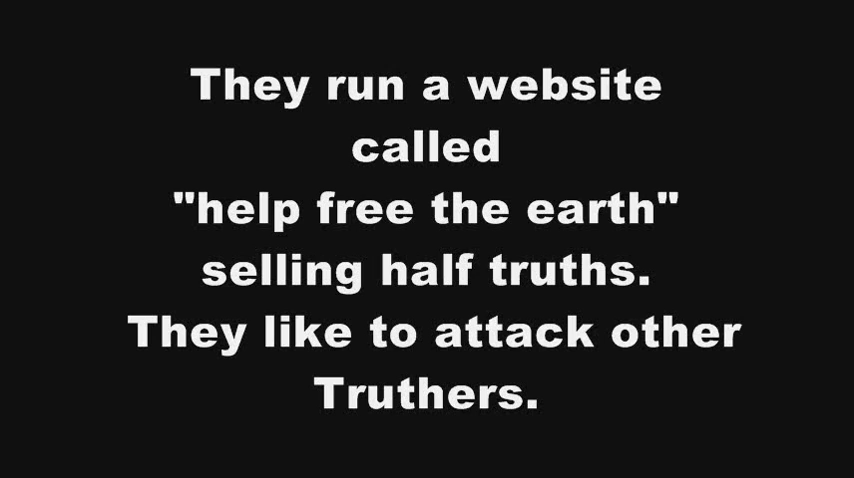 They run a website
called
"help free the earth"
selling half truths.
They like to attack other
Truthers.